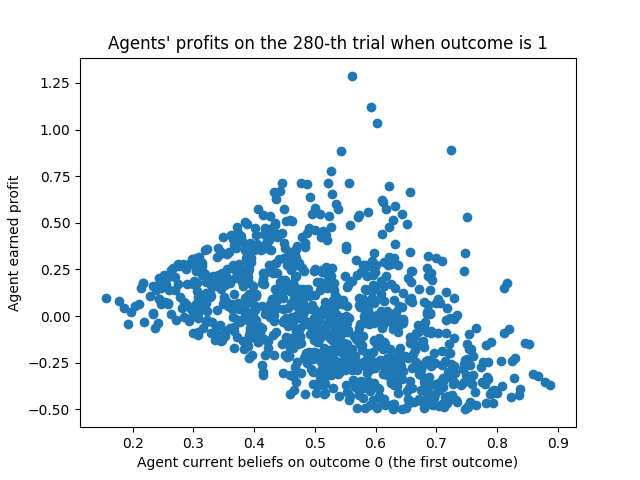 Agents' profits on the 280-th trial when outcome is 1
1.25
1.00
0.75
0.50
0.25
0.00
−0.25
−0.50
Agent earned profit
0.2 0.3 0.4 0.5 0.6 0.7 0.8 0.9
Agent current beliefs on outcome 0 (the first outcome)